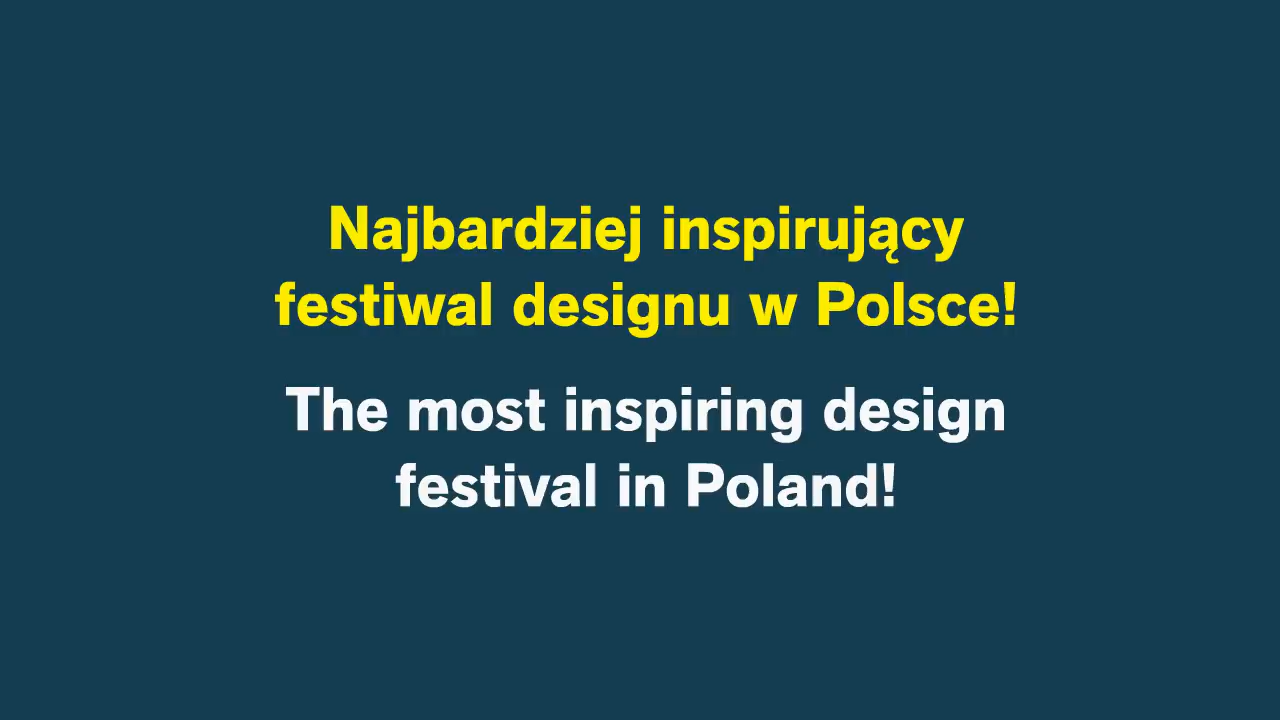 Najbardziej inspirujący
festiwal designu w Polsce!
The most inspiring design
festival in Poland!